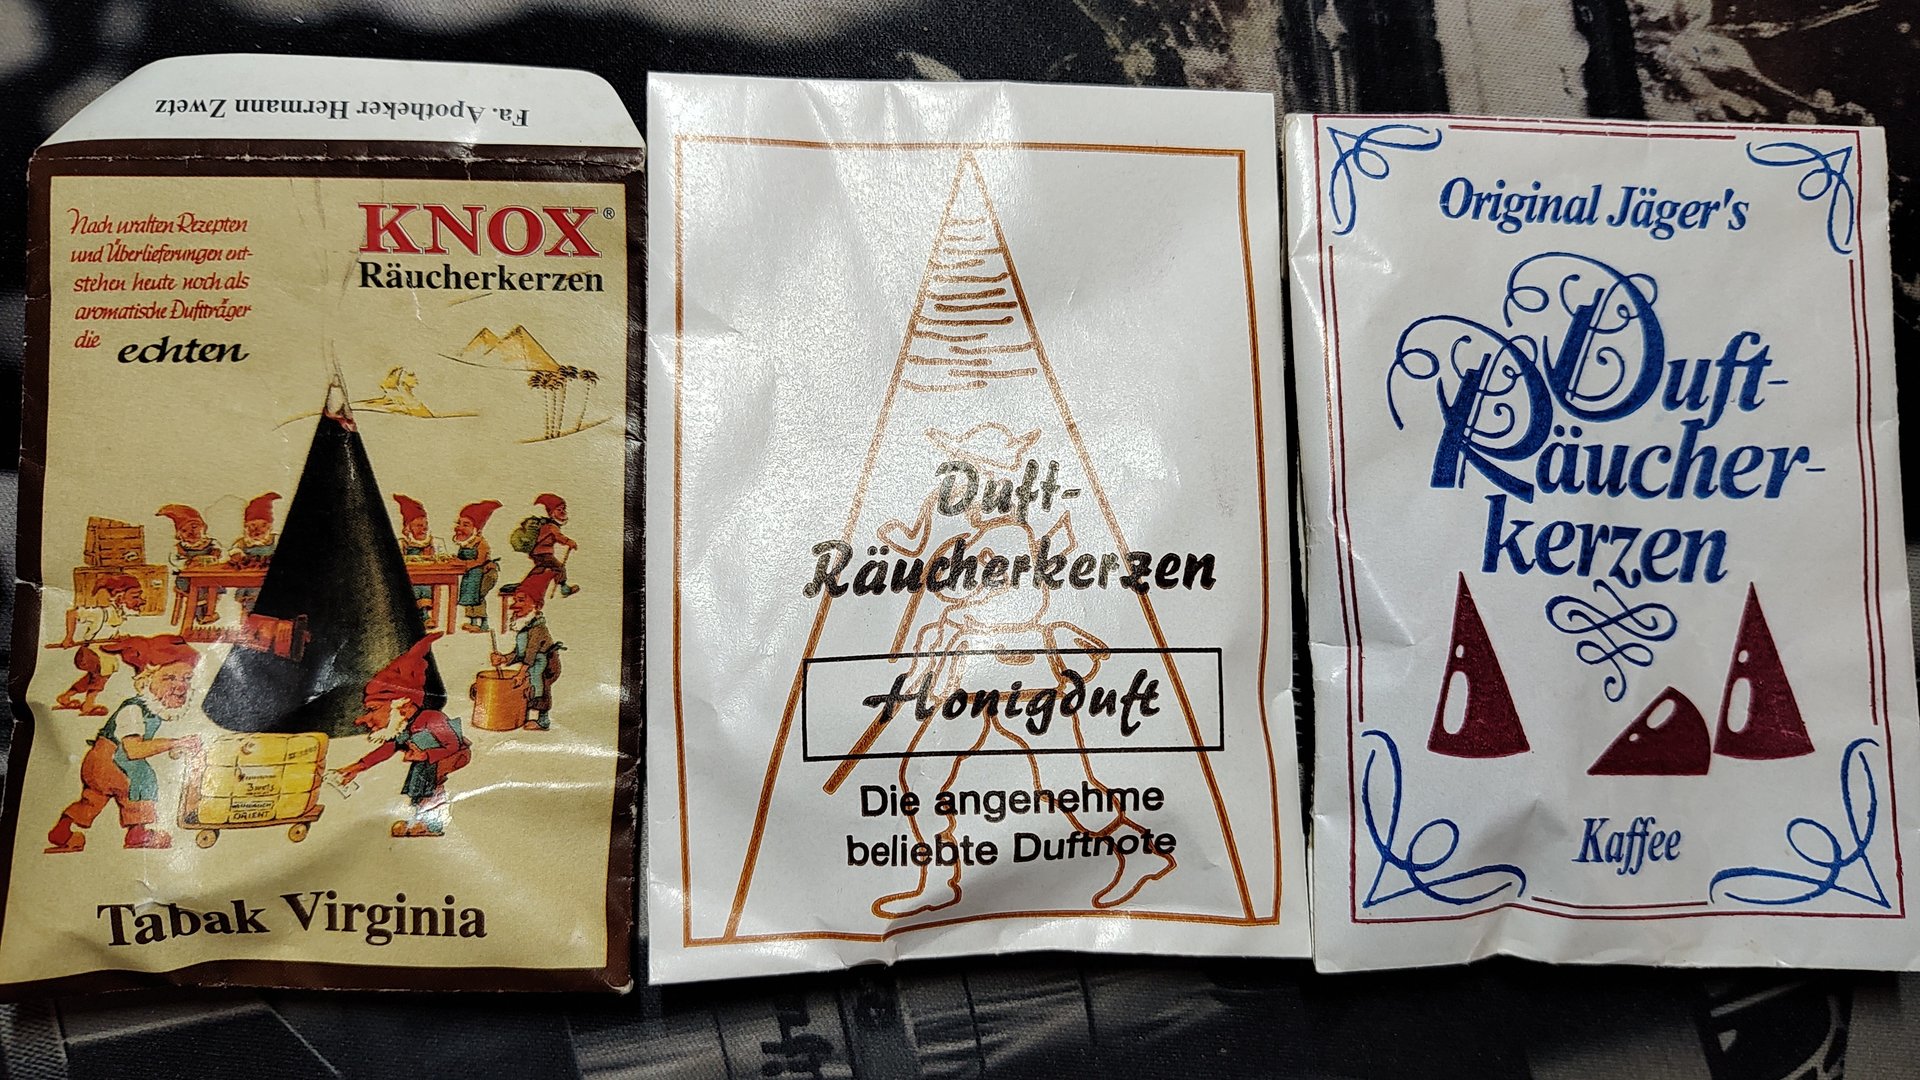 Fa. Apotheker Hermann Zwetz
Nach uralten Rezepten
und Überlieferungen ent-
stehen heute noch als
aromatische Duftträger
die echten
KNOX®
Räucherkerzen
ORIENT
Tabak Virginia
Duft-
Räucherkerzen
Honigduft
Die angenehme
beliebte Duftnote
Original Jäger's
Duft-
Räucher-
kerzen
Kaffee